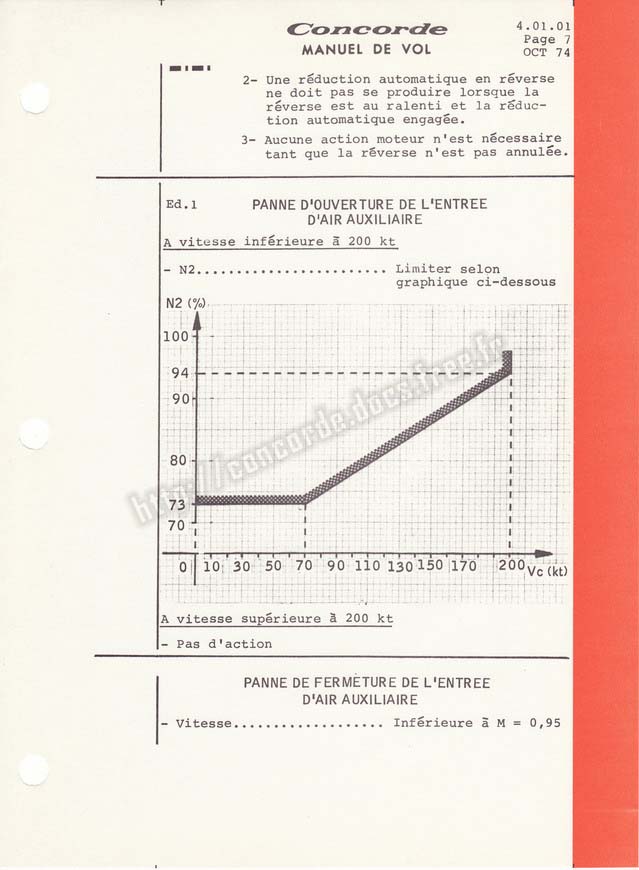 Concorde
MANUEL DE VOL
4.01.01
Page 7
OCT 74
2- Une réduction automatique en réverse
ne doit pas se produire lorsque la
réverse est au ralenti et la réduc-
tion automatique engagée.
3- Aucune action moteur n'est nécessaire
tant que la réverse n'est pas annulée.
Ed.1 PANNE D'OUVERTURE DE L'ENTREE
D'AIR AUXILIAIRE
A vitesse inférieure à 200 kt
- N2........................ Limiter selon
graphique ci-dessous
N2 (%)
100
94
90
80
73
70
0 10 30 50 70 90 110 130 150 170 200 Vc (kt)
http://concorde.docs.free.fr
A vitesse supérieure à 200 kt
- Pas d'action
PANNE DE FERMETURE DE L'ENTREE
D'AIR AUXILIAIRE
- Vitesse................... Inférieure à M = 0,95